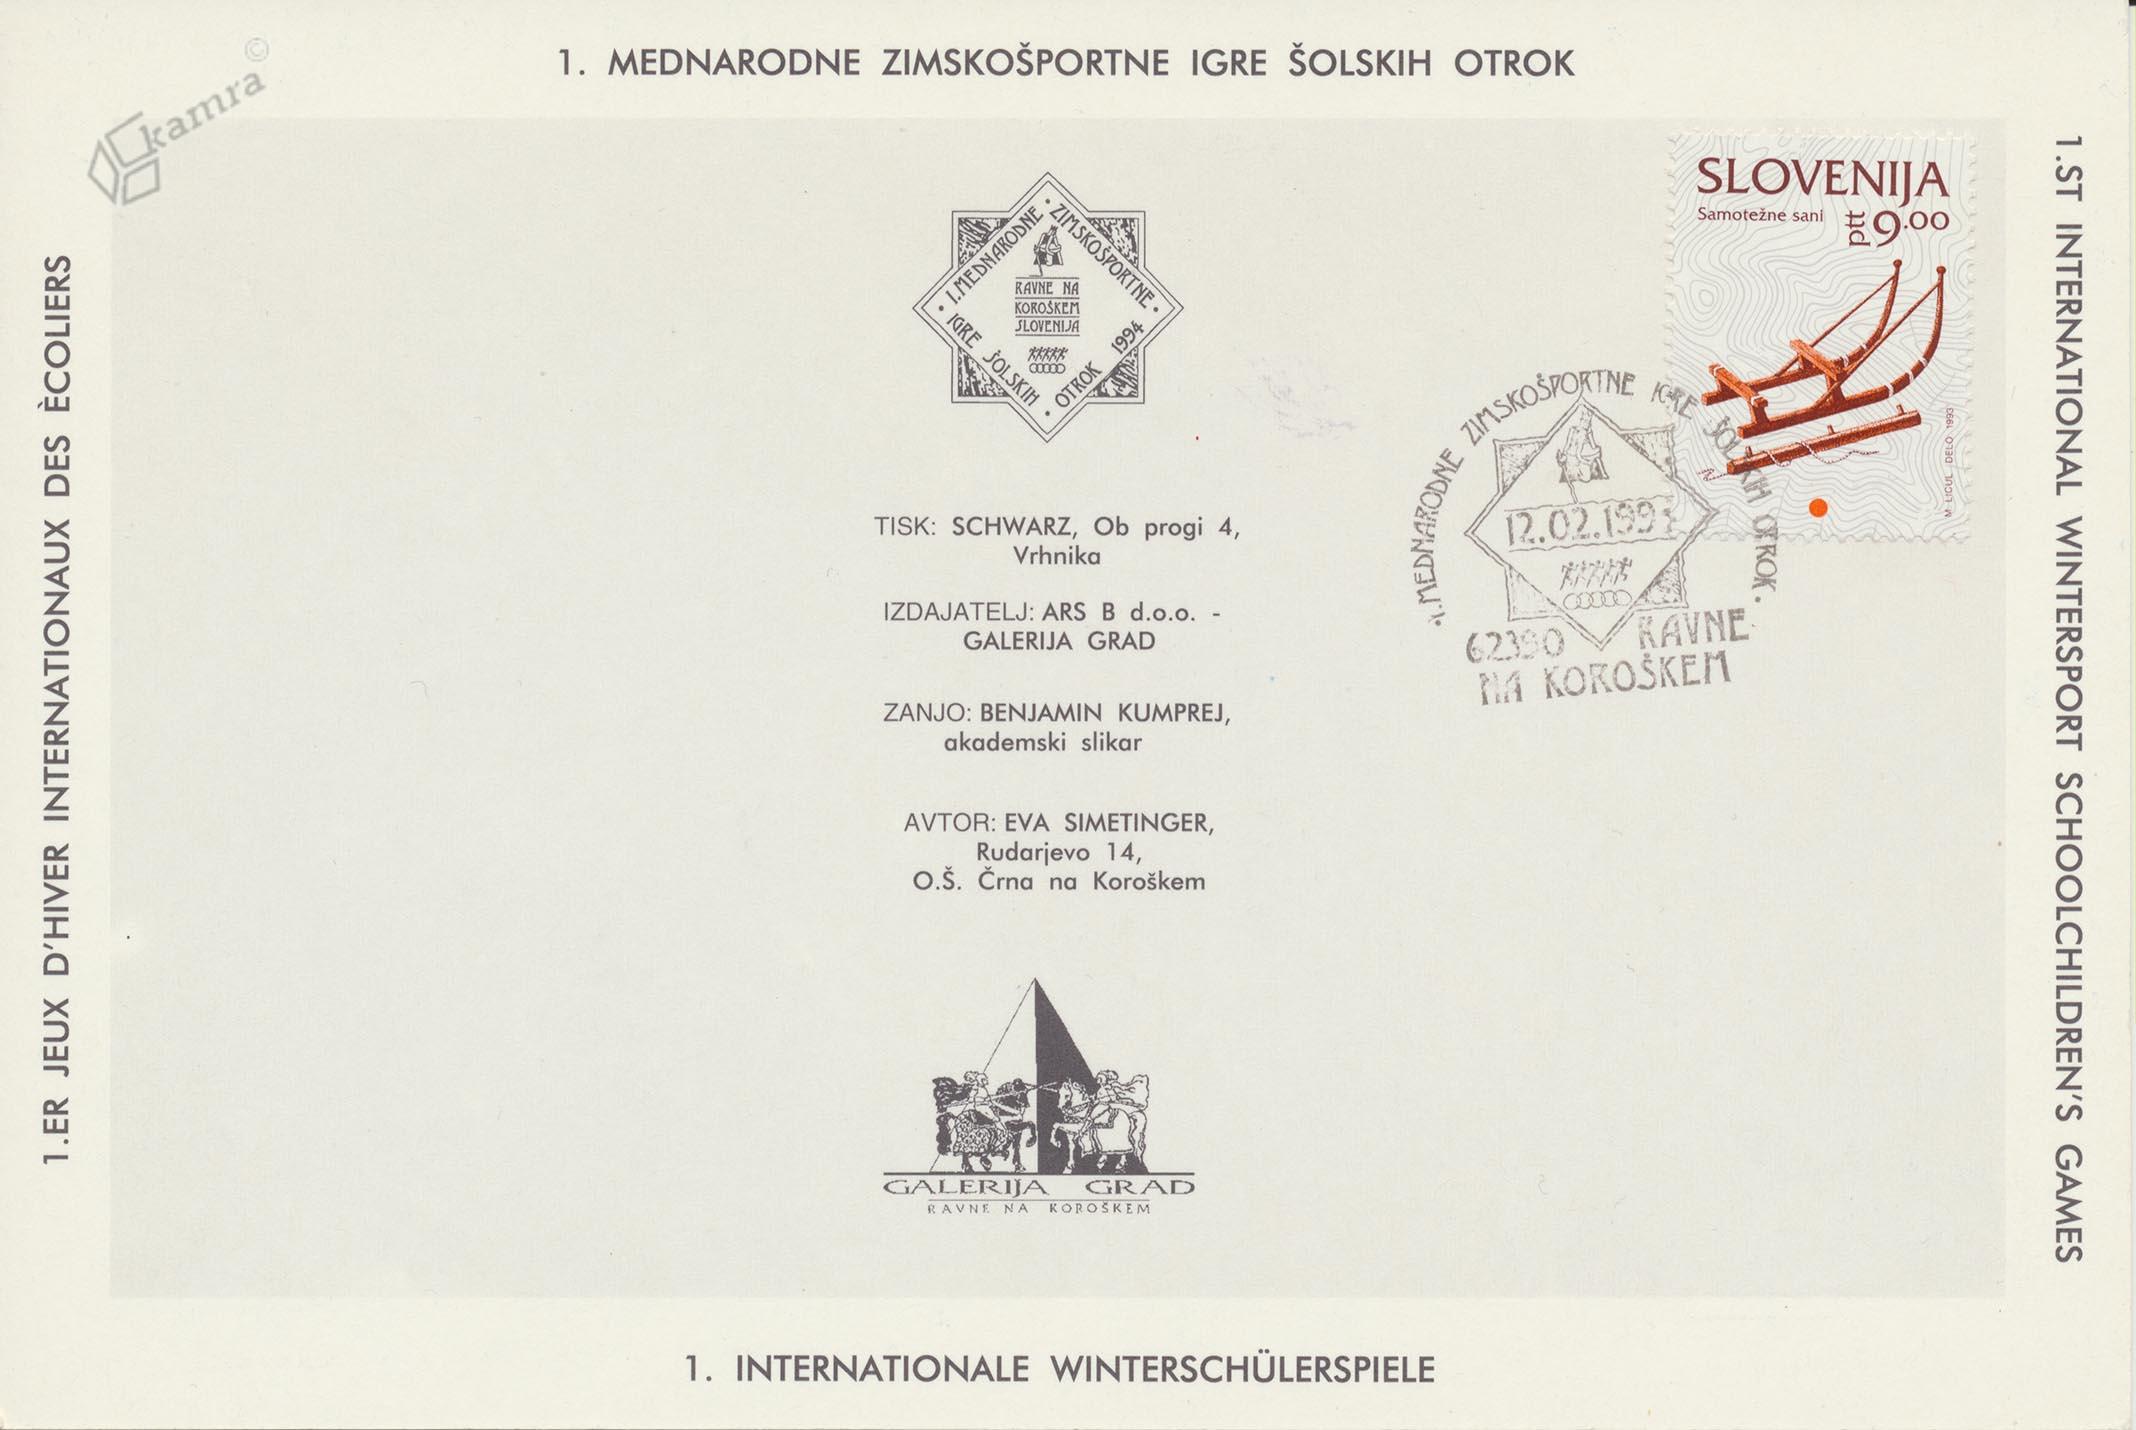 kamra ©
1. MEDNARODNE ZIMSKOŠPORTNE IGRE ŠOLSKIH OTROK
1.ER JEUX D'HIVER INTERNATIONAUX DES ÈCOLIERS
1. MEDNARODNE · ZIMSKOŠPORTNE ·
IGRE ŠOLSKIH · OTROK 1994
RAVNE NA
KOROŠKEM
SLOVENIJA
TISK: SCHWARZ, Ob progi 4,
Vrhnika
IZDAJATELJ: ARS B d.o.o. -
GALERIJA GRAD
ZANJO: BENJAMIN KUMPREJ,
akademski slikar
AVTOR: EVA SIMETINGER,
Rudarjevo 14,
O.Š. Črna na Koroškem
GALERIJA GRAD
RAVNE NA KOROŠKEM
SLOVENIJA
Samotežne sani
ptt 9.00
M. LICUL DELO 1993
·1. MEDNARODNE ZIMSKOŠPORTNE IGRE ŠOLSKIH OTROK.
12.02.1994
62390 RAVNE
NA KOROŠKEM
1.ST INTERNATIONAL WINTERSPORT SCHOOLCHILDREN'S GAMES
1. INTERNATIONALE WINTERSCHÜLERSPIELE